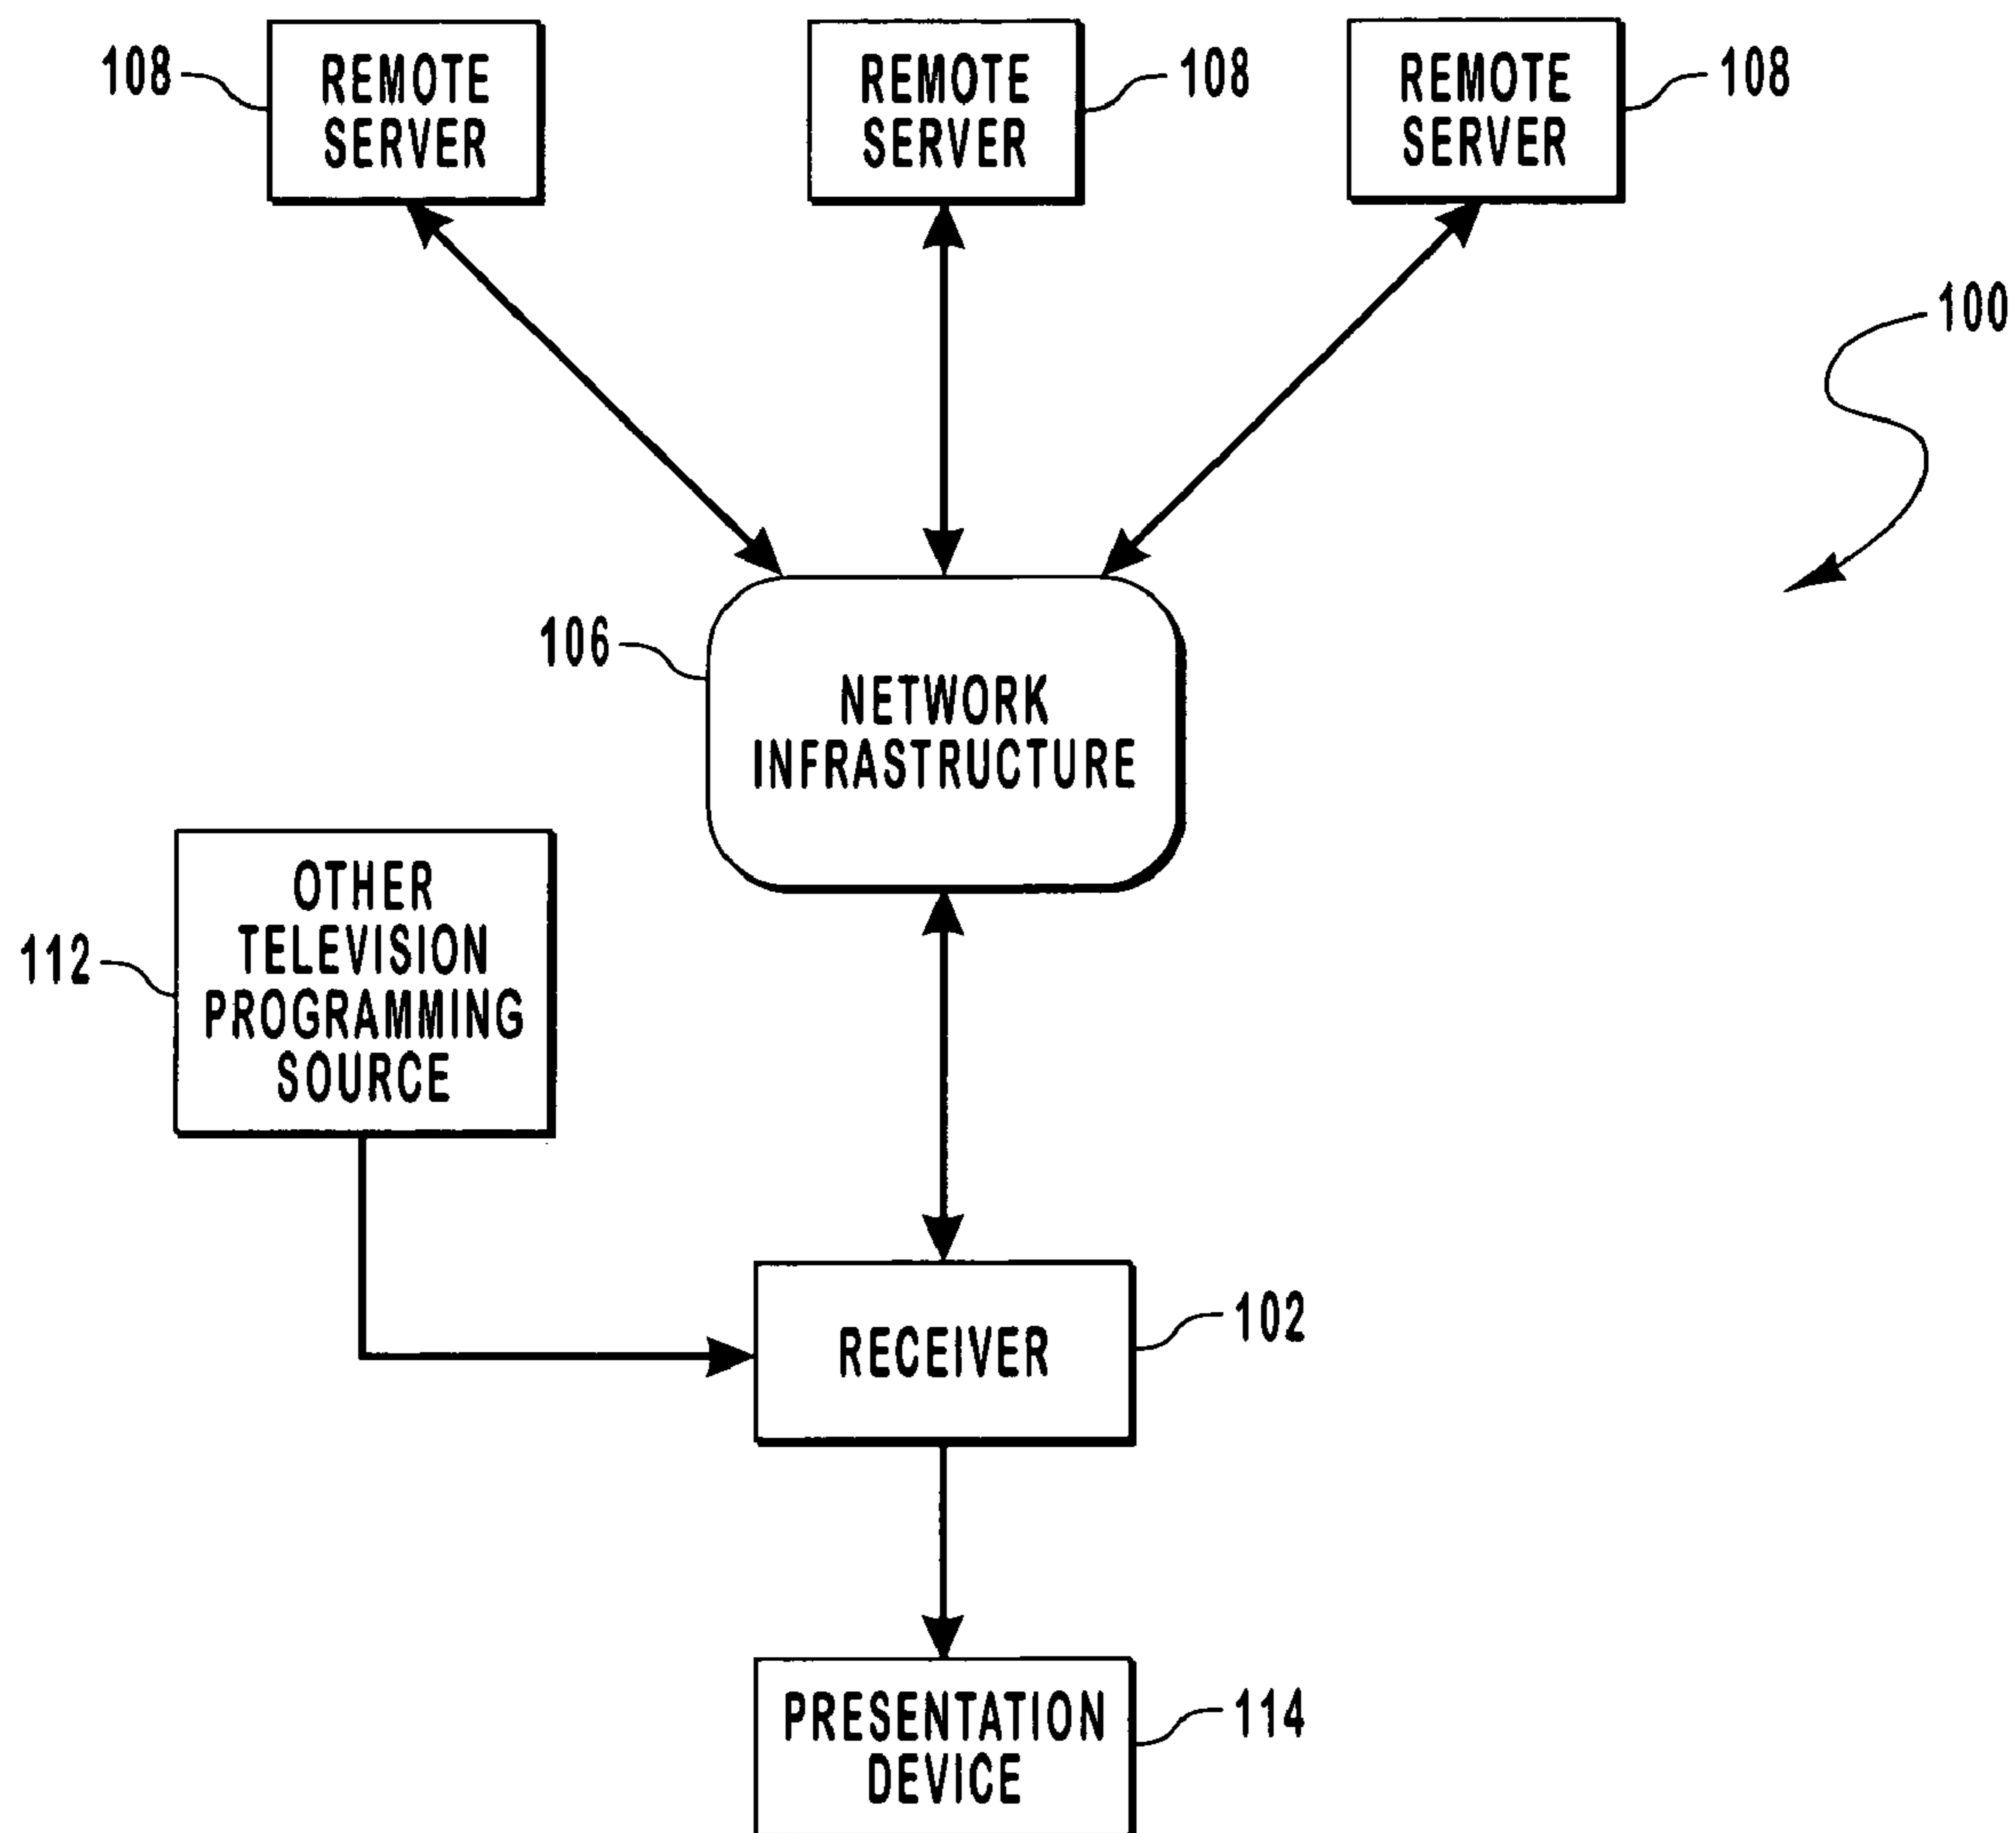 108
REMOTE
SERVER
REMOTE
SERVER
108
REMOTE
SERVER
108
100
106
NETWORK
INFRASTRUCTURE
OTHER
TELEVISION
PROGRAMMING
SOURCE
112
RECEIVER
102
PRESENTATION
DEVICE
114